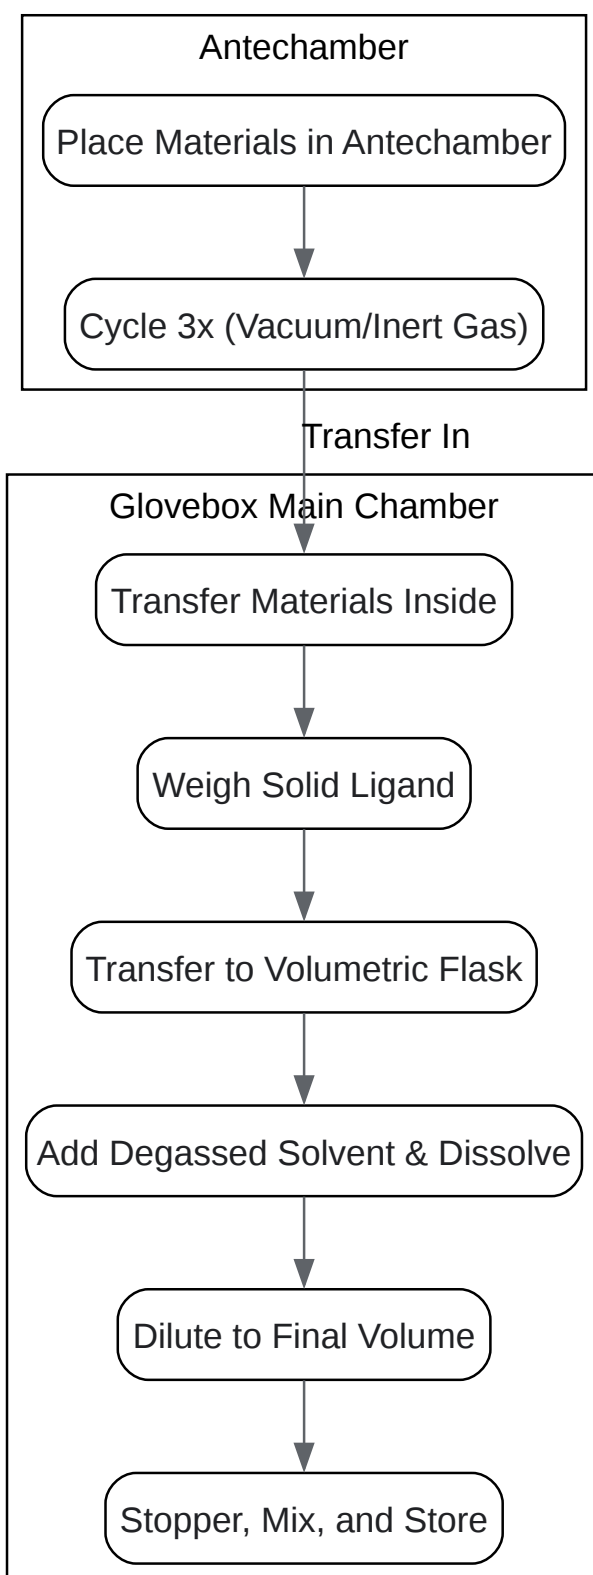 Antechamber
Place Materials in Antechamber
Cycle 3x (Vacuum/Inert Gas)
Transfer In
Glovebox Main Chamber
Transfer Materials Inside
Weigh Solid Ligand
Transfer to Volumetric Flask
Add Degassed Solvent & Dissolve
Dilute to Final Volume
Stopper, Mix, and Store